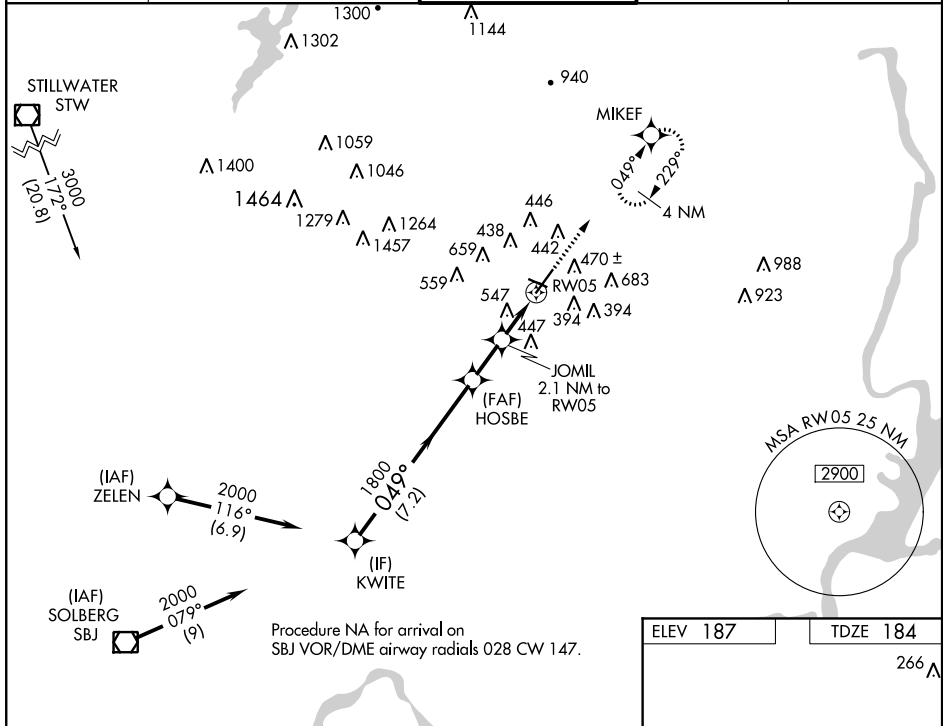 1300
1302
1144
940
STILLWATER
STW
MIKEF
1059
1400
1046
049°
229°
4 NM
3000
172°
(20.8)
1464
1279
1264
1457
446
438
442
659
559
470 ±
683
988
923
RW05
547
394
394
447
JOMIL
2.1 NM to
RW05
(FAF)
HOSBE
MSA RW05 25 NM
2900
1800
049°
(7.2)
(IAF)
ZELEN
2000
116°
(6.9)
(IF)
KWITE
(IAF)
SOLBERG
SBJ
2000
079°
(9)
Procedure NA for arrival on
SBJ VOR/DME airway radials 028 CW 147.
ELEV 187
TDZE 184
266